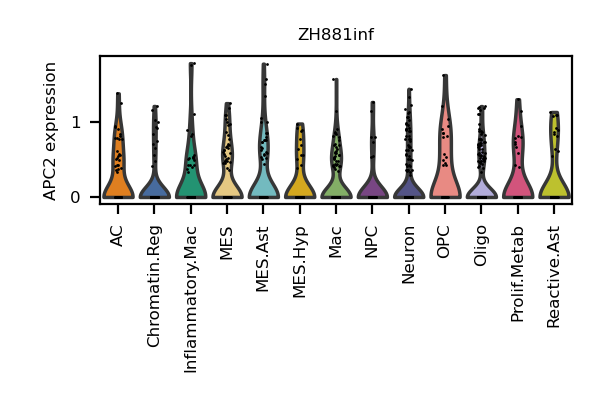 ZH881inf
APC2 expression
1
0
AC
Chromatin.Reg
Inflammatory.Mac
MES
MES.Ast
MES.Hyp
Mac
NPC
Neuron
OPC
Oligo
Prolif.Metab
Reactive.Ast